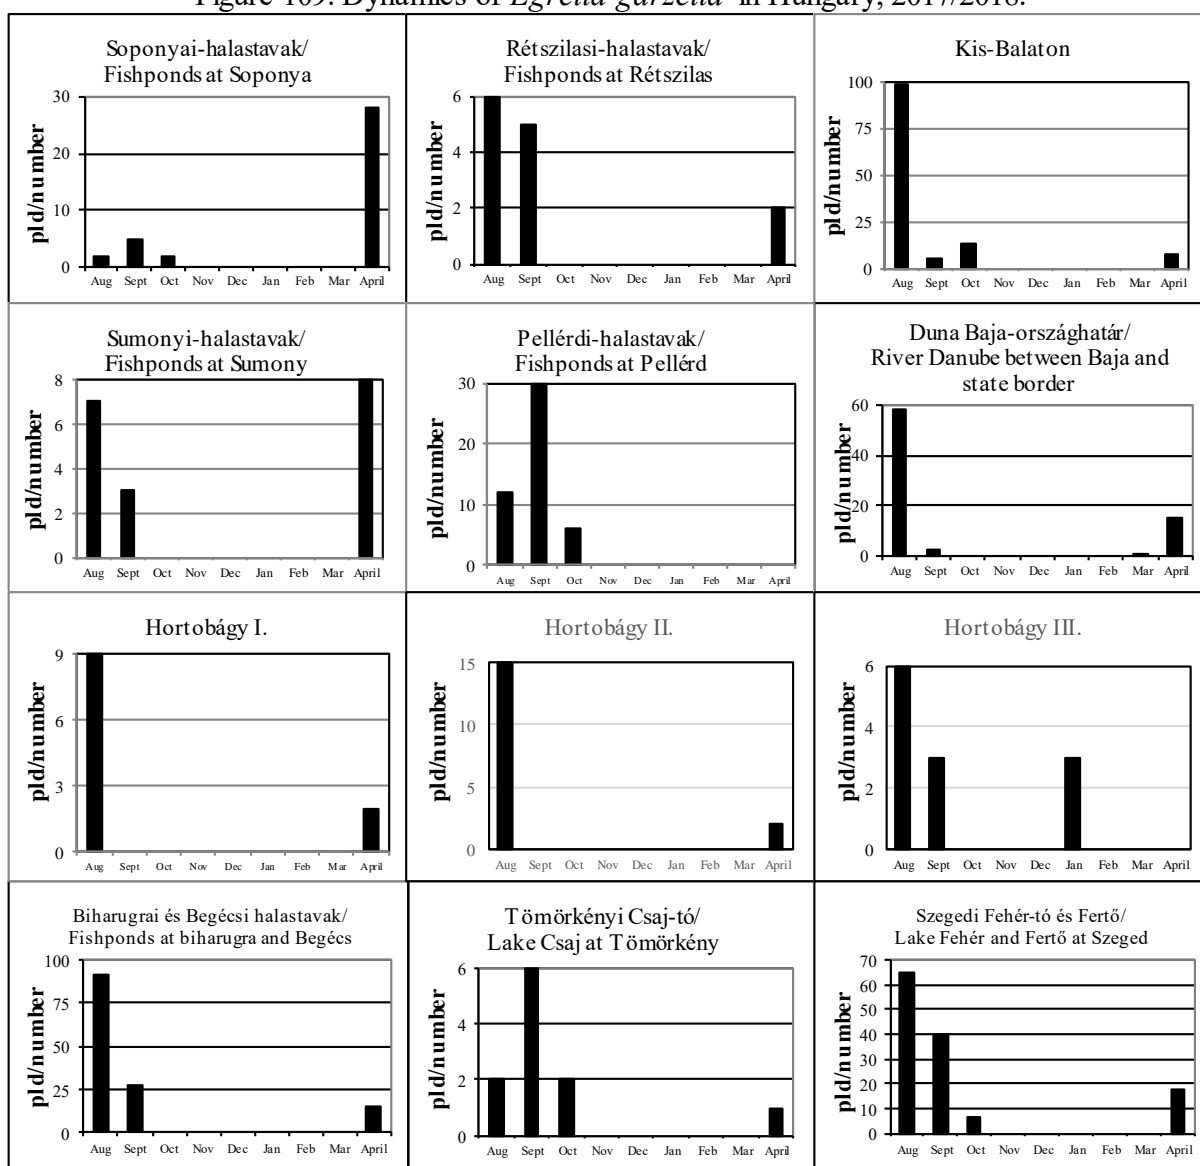 Figure 109. Dynamics of Egretta garzetta in Hungary, 2017/2018.
Soponyai-halastavak/
Fishponds at Soponya
pld/number
30
20
10
0
Aug Sept Oct Nov Dec Jan Feb Mar April
Rétszilasi-halastavak/
Fishponds at Rétszilas
pld/number
6
4
2
0
Aug Sept Oct Nov Dec Jan Feb Mar April
Kis-Balaton
pld/number
100
75
50
25
0
Aug Sept Oct Nov Dec Jan Feb Mar April
Sumonyi-halastavak/
Fishponds at Sumony
pld/number
8
6
4
2
0
Aug Sept Oct Nov Dec Jan Feb Mar April
Pellérdi-halastavak/
Fishponds at Pellérd
pld/number
30
20
10
0
Aug Sept Oct Nov Dec Jan Feb Mar April
Duna Baja-országhatár/
River Danube between Baja and
state border
pld/number
60
40
20
0
Aug Sept Oct Nov Dec Jan Feb Mar April
Hortobágy I.
pld/number
9
6
3
0
Aug Sept Oct Nov Dec Jan Feb Mar April
Hortobágy II.
pld/number
15
10
5
0
Aug Sept Oct Nov Dec Jan Feb Mar April
Hortobágy III.
pld/number
6
4
2
0
Aug Sept Oct Nov Dec Jan Feb Mar April
Biharugrai és Begécsi halastavak/
Fishponds at biharugra and Begécs
pld/number
100
75
50
25
0
Aug Sept Oct Nov Dec Jan Feb Mar April
Tömörkényi Csaj-tó/
Lake Csaj at Tömörkény
pld/number
6
4
2
0
Aug Sept Oct Nov Dec Jan Feb Mar April
Szegedi Fehér-tó és Fertő/
Lake Fehér and Fertő at Szeged
pld/number
70
60
50
40
30
20
10
0
Aug Sept Oct Nov Dec Jan Feb Mar April